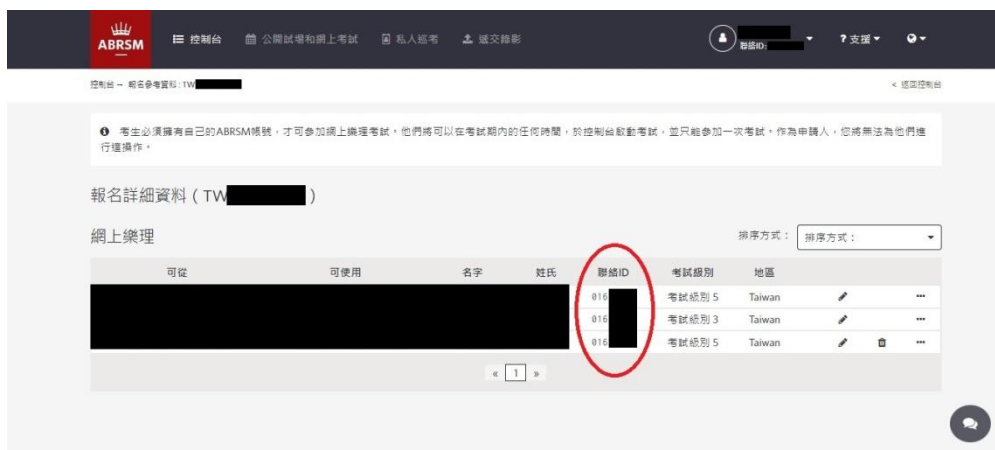 ABRSM
控制台
公開試場和網上考試
私人巡考
遞交錄影
聯絡ID:
?支援
控制台 – 報名參考資料: TW
< 返回控制台
考生必須擁有自己的ABRSM帳號，才可參加網上樂理考試。他們將可以在考試期內的任何時間，於控制台啟動考試，並只能參加一次考試。作為申請人，您將無法為他們進
行這操作。
報名詳細資料 ( TW )
網上樂理
排序方式： 排序方式：
可從 可使用 名字 姓氏 聯絡ID 考試級別 地區
016 考試級別 5 Taiwan
016 考試級別 3 Taiwan
016 考試級別 5 Taiwan
« 1 »